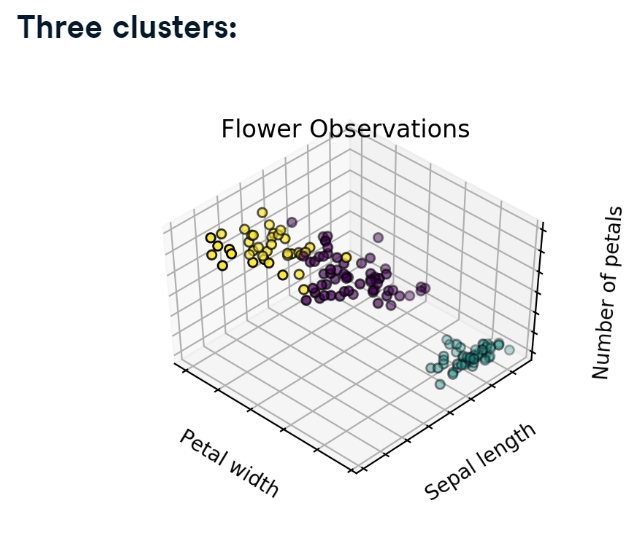 Three clusters:
Flower Observations
Number of petals
Petal width
Sepal length